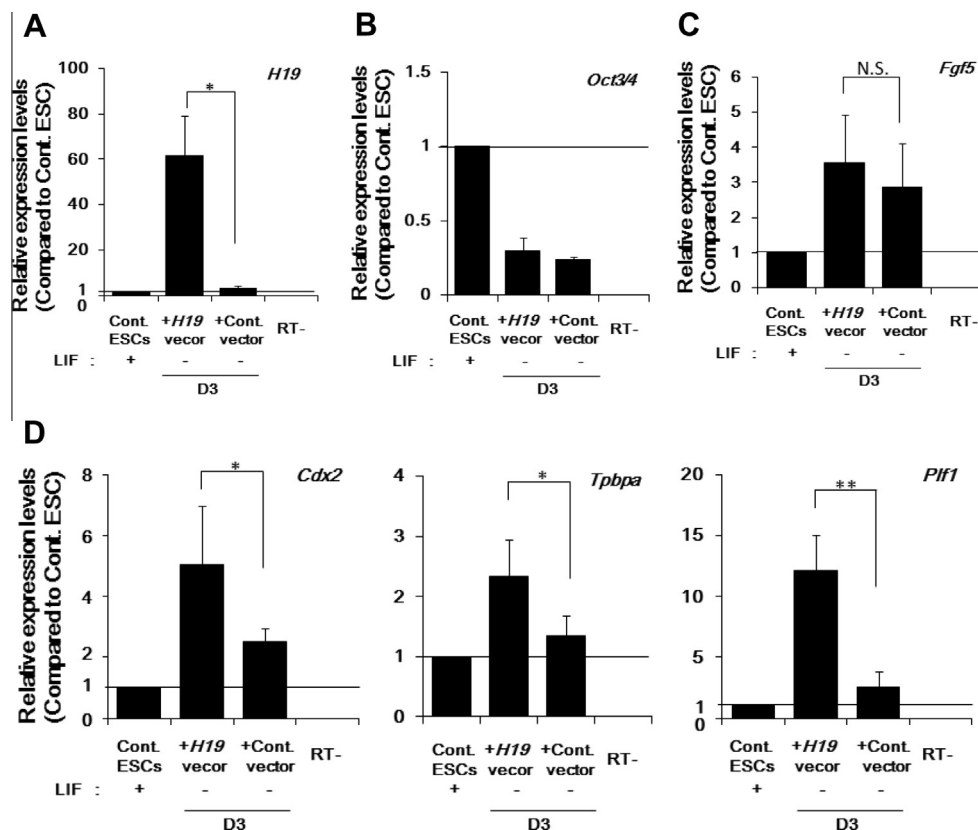 A
H19
Relative expression levels
(Compared to Cont. ESC)
100
80
60
40
20
1
0
*
Cont.
ESCs
+H19
vecor
+Cont.
vector
RT-
LIF : + - -
D3
B
Oct3/4
Relative expression levels
(Compared to Cont. ESC)
1.5
1
0.5
0
Cont.
ESCs
+H19
vecor
+Cont.
vector
RT-
LIF : + - -
D3
C
Fgf5
Relative expression levels
(Compared to Cont. ESC)
6
5
4
3
2
1
0
N.S.
Cont.
ESCs
+H19
vecor
+Cont.
vector
RT-
LIF : + - -
D3
D
Cdx2
Relative expression levels
(Compared to Cont. ESC)
8
6
4
2
1
0
*
Cont.
ESCs
+H19
vecor
+Cont.
vector
RT-
LIF : + - -
D3
Tpbpa
4
3
2
1
0
*
Cont.
ESCs
+H19
vecor
+Cont.
vector
RT-
+ - -
D3
Plf1
20
15
10
5
1
0
**
Cont.
ESCs
+H19
vecor
+Cont.
vector
RT-
+ - -
D3